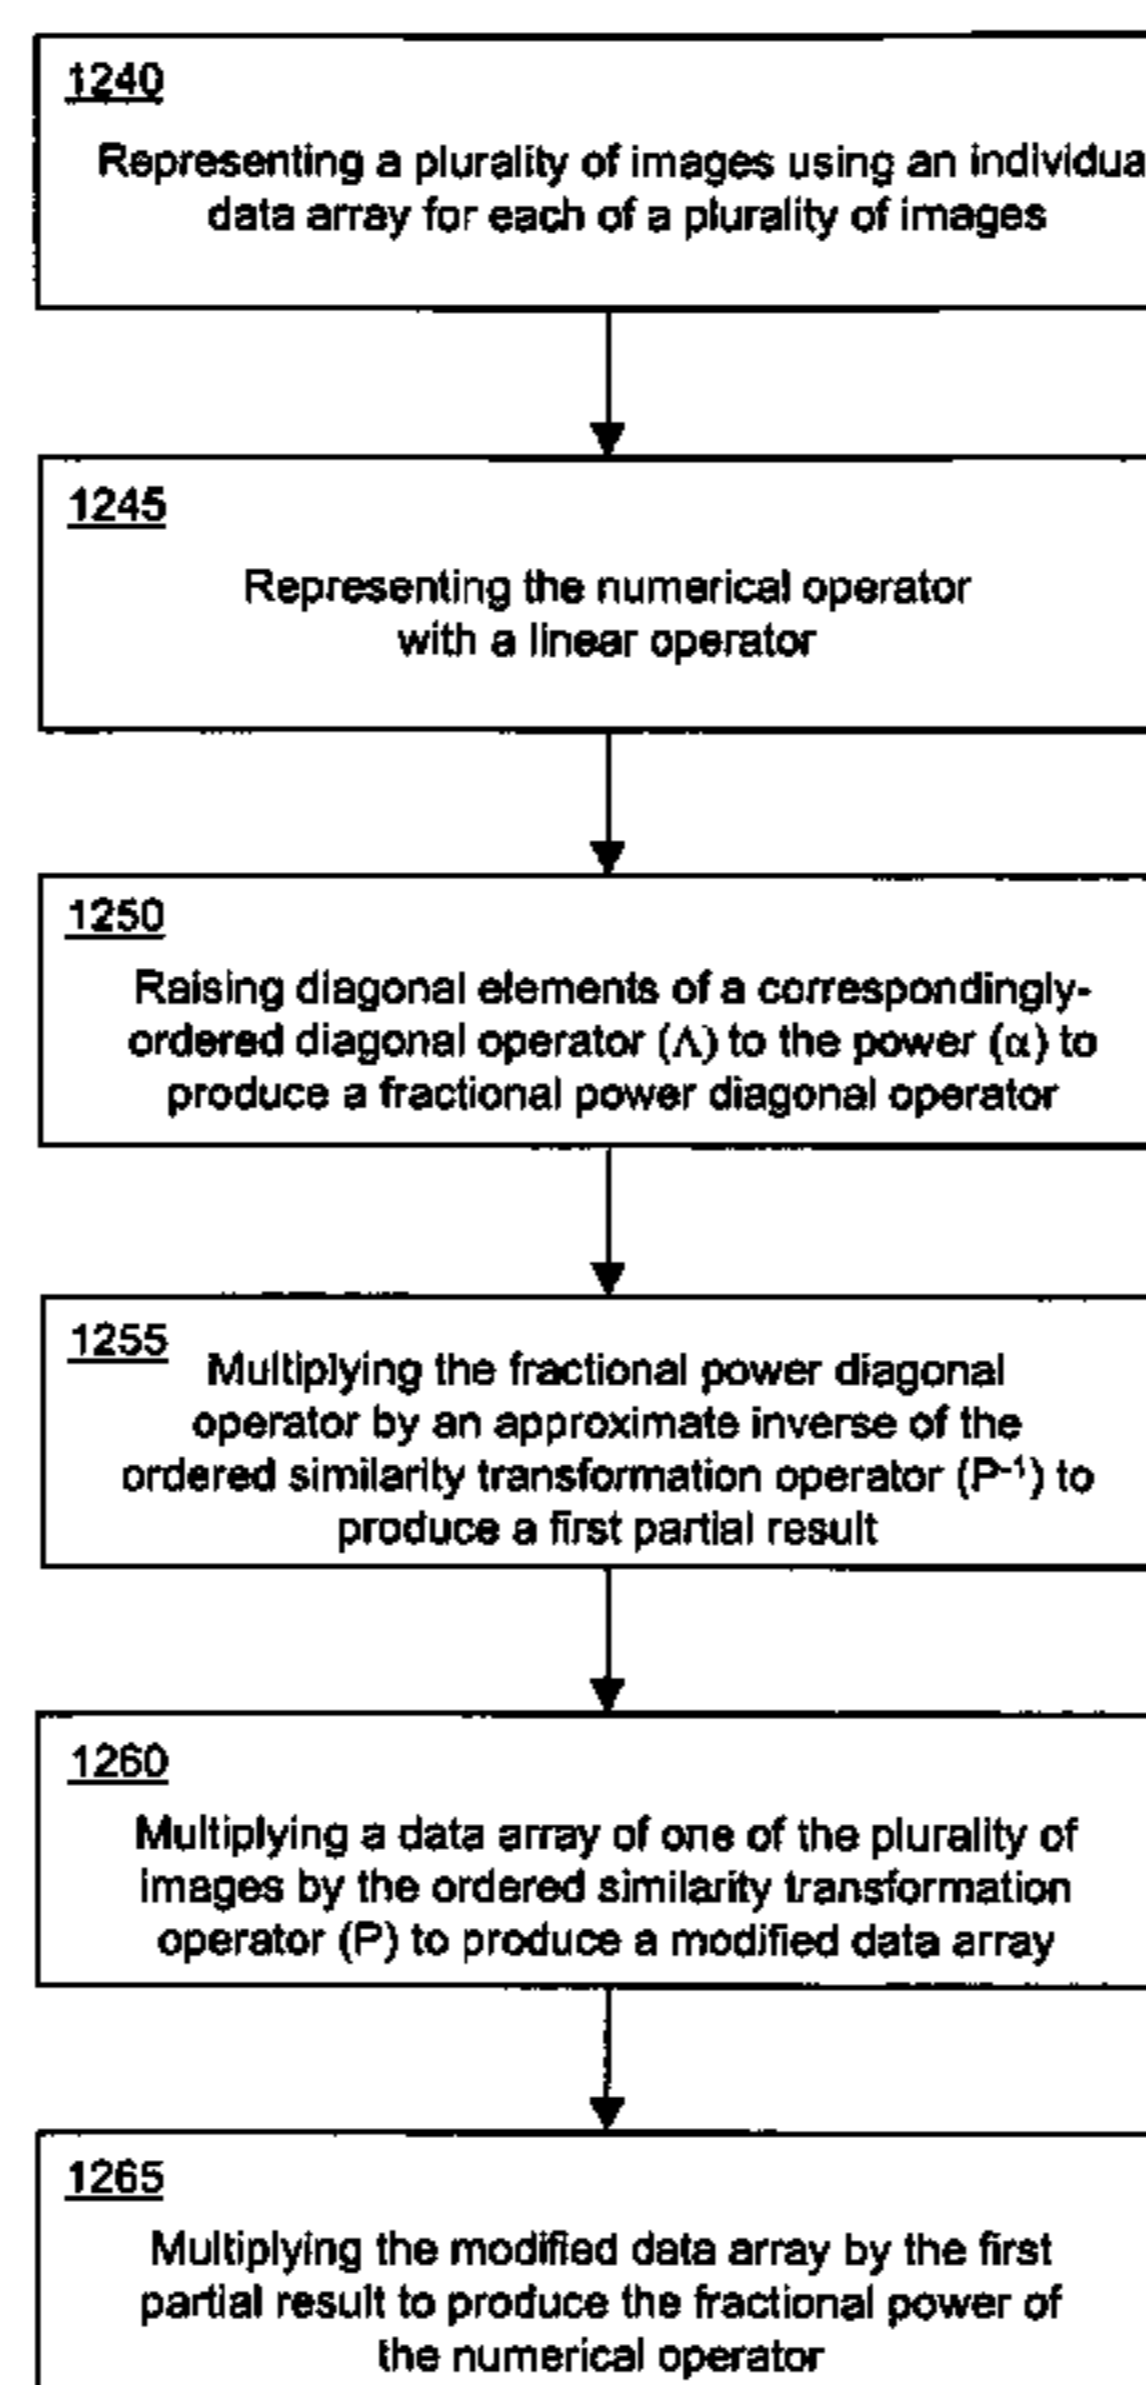 1240
Representing a plurality of images using an individua
data array for each of a plurality of images
1245
Representing the numerical operator
with a linear operator
1250
Raising diagonal elements of a correspondingly-
ordered diagonal operator (Λ) to the power (α) to
produce a fractional power diagonal operator
1255
Multiplying the fractional power diagonal
operator by an approximate inverse of the
ordered similarity transformation operator (P⁻¹) to
produce a first partial result
1260
Multiplying a data array of one of the plurality of
images by the ordered similarity transformation
operator (P) to produce a modified data array
1265
Multiplying the modified data array by the first
partial result to produce the fractional power of
the numerical operator